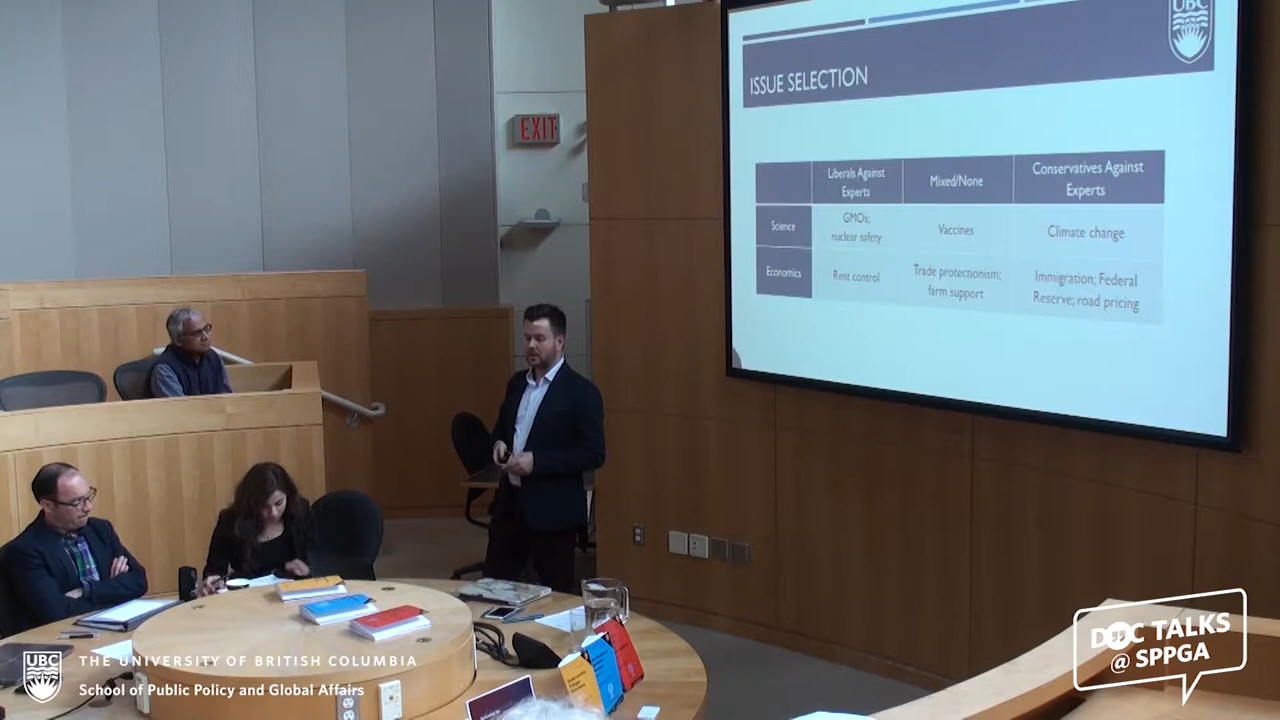 UBC
ISSUE SELECTION
Liberals Against
Experts
Mixed/None
Conservatives Against
Experts
Science
GMOs;
nuclear safety
Vaccines
Climate change
Economics
Rent control
Trade protectionism;
farm support
Immigration; Federal
Reserve; road pricing
EXIT
DOC TALKS
@ SPPGA
UBC
THE UNIVERSITY OF BRITISH COLUMBIA
School of Public Policy and Global Affairs